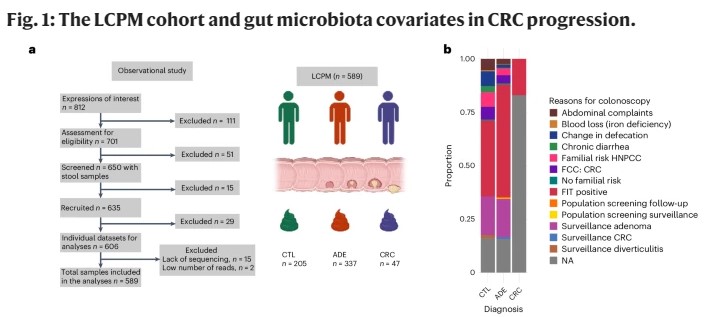 Fig. 1: The LCPM cohort and gut microbiota covariates in CRC progression.
a
Observational study
Expressions of interest
n = 812
Excluded n = 111
Assessment for
eligibility n = 701
Excluded n = 51
Screened n = 650 with
stool samples
Excluded n = 15
Recruited n = 635
Excluded n = 29
Individual datasets for
analyses n = 606
Excluded
Lack of sequencing, n = 15
Low number of reads, n = 2
Total samples included
in the analyses n = 589
LCPM (n = 589)
CTL
n = 205
ADE
n = 337
CRC
n = 47
b
Proportion
1.00
0.75
0.50
0.25
0
CTL
ADE
CRC
Diagnosis
Reasons for colonoscopy
Abdominal complaints
Blood loss (iron deficiency)
Change in defecation
Chronic diarrhea
Familial risk HNPCC
FCC: CRC
No familial risk
FIT positive
Population screening follow-up
Population screening surveillance
Surveillance adenoma
Surveillance CRC
Surveillance diverticulitis
NA